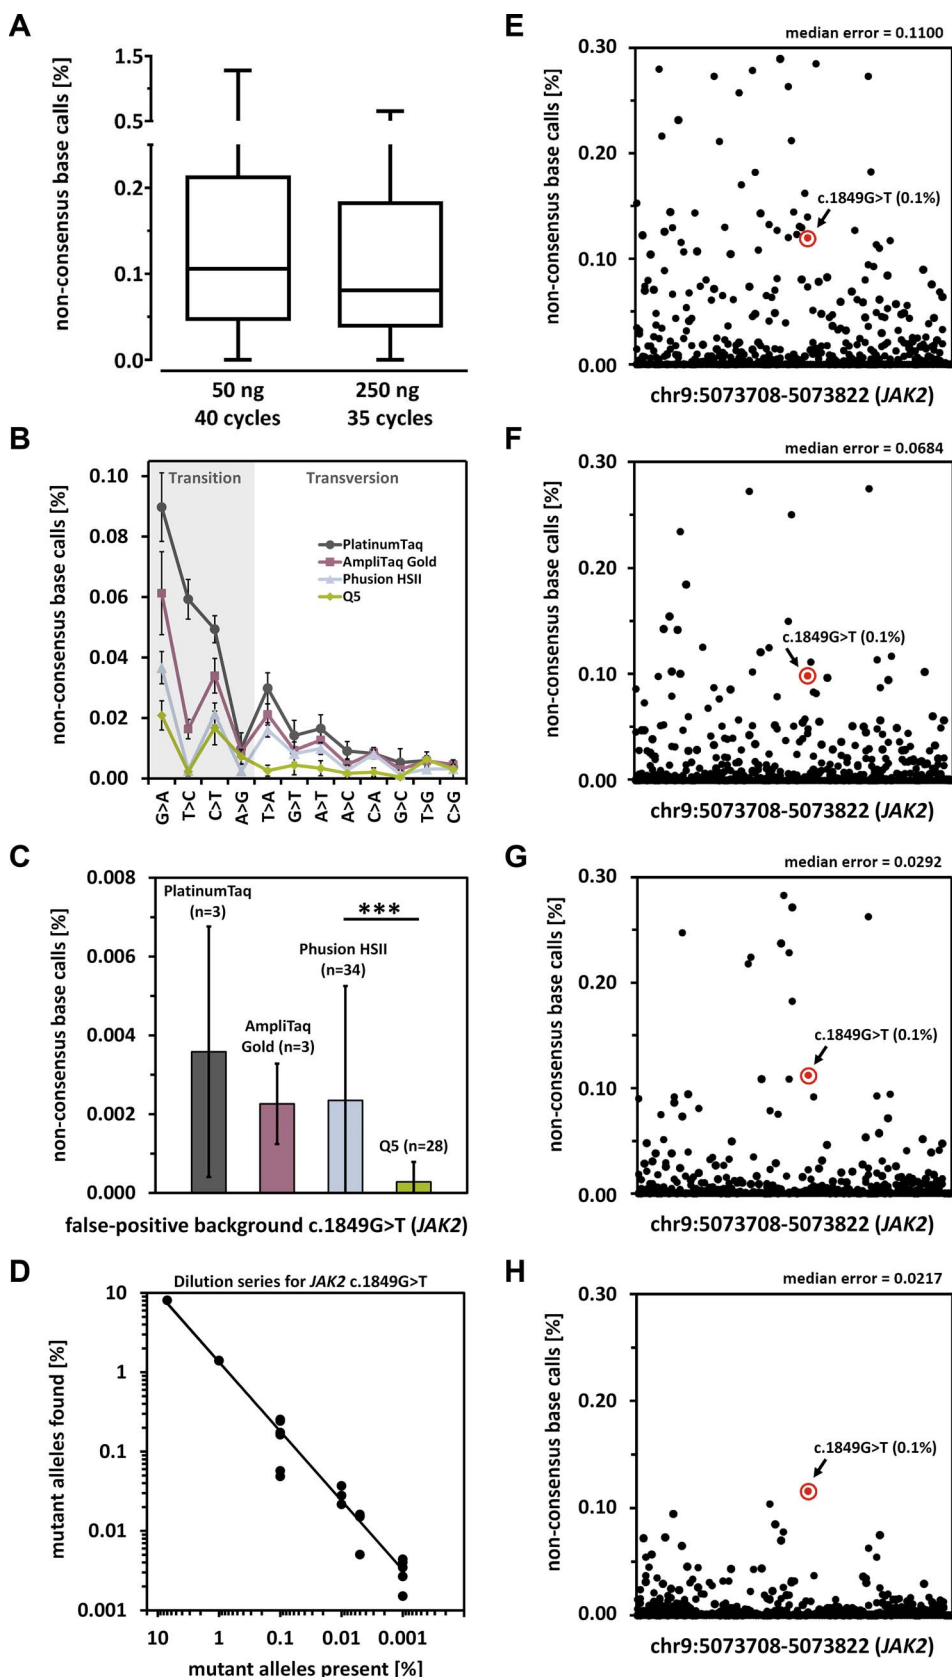 A
non-consensus base calls [%]
1.5
0.5
0.2
0.1
0.0
50 ng
250 ng
40 cycles
35 cycles
B
non-consensus base calls [%]
0.10
0.08
0.06
0.04
0.02
0.00
Transition
Transversion
PlatinumTaq
AmpliTaq Gold
Phusion HSII
Q5
G>A
T>C
C>T
A>G
T>A
G>T
A>T
A>C
C>A
G>C
T>G
C>G
C
non-consensus base calls [%]
0.008
0.006
0.004
0.002
0.000
PlatinumTaq
(n=3)
AmpliTaq
Gold (n=3)
***
Phusion HSII
(n=34)
Q5 (n=28)
false-positive background c.1849G>T (JAK2)
D
Dilution series for JAK2 c.1849G>T
mutant alleles found [%]
10
1
0.1
0.01
0.001
10
1
0.1
0.01
0.001
mutant alleles present [%]
E
median error = 0.1100
non-consensus base calls [%]
0.30
0.20
0.10
0.00
c.1849G>T (0.1%)
chr9:5073708-5073822 (JAK2)
F
median error = 0.0684
non-consensus base calls [%]
0.30
0.20
0.10
0.00
c.1849G>T (0.1%)
chr9:5073708-5073822 (JAK2)
G
median error = 0.0292
non-consensus base calls [%]
0.30
0.20
0.10
0.00
c.1849G>T (0.1%)
chr9:5073708-5073822 (JAK2)
H
median error = 0.0217
non-consensus base calls [%]
0.30
0.20
0.10
0.00
c.1849G>T (0.1%)
chr9:5073708-5073822 (JAK2)